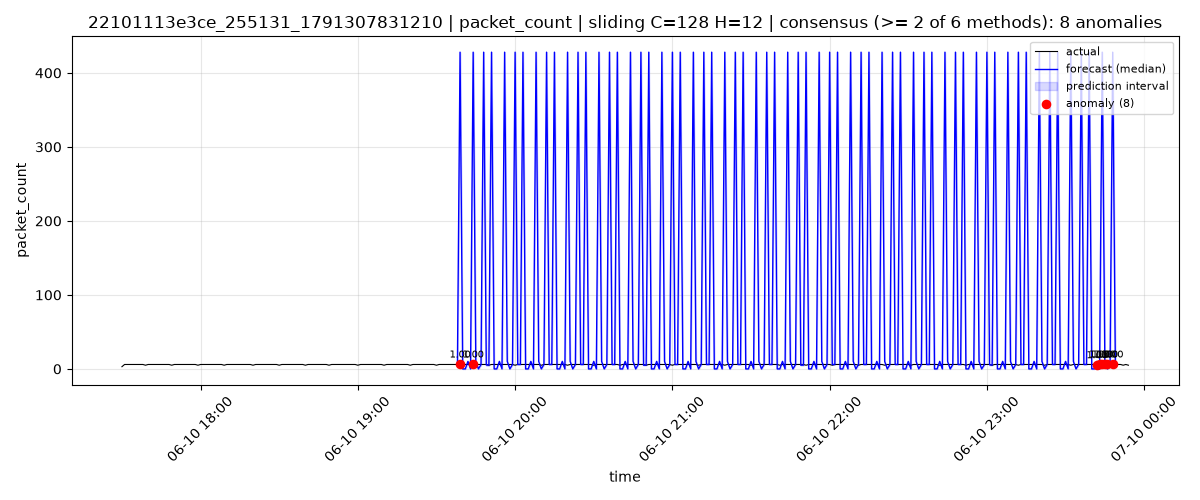 22101113e3ce_255131_1791307831210 | packet_count | sliding C=128 H=12 | consensus (>= 2 of 6 methods): 8 anomalies
packet_count
400
300
200
100
0
actual
forecast (median)
prediction interval
anomaly (8)
06-10 18:00
06-10 19:00
06-10 20:00
06-10 21:00
06-10 22:00
06-10 23:00
07-10 00:00
time